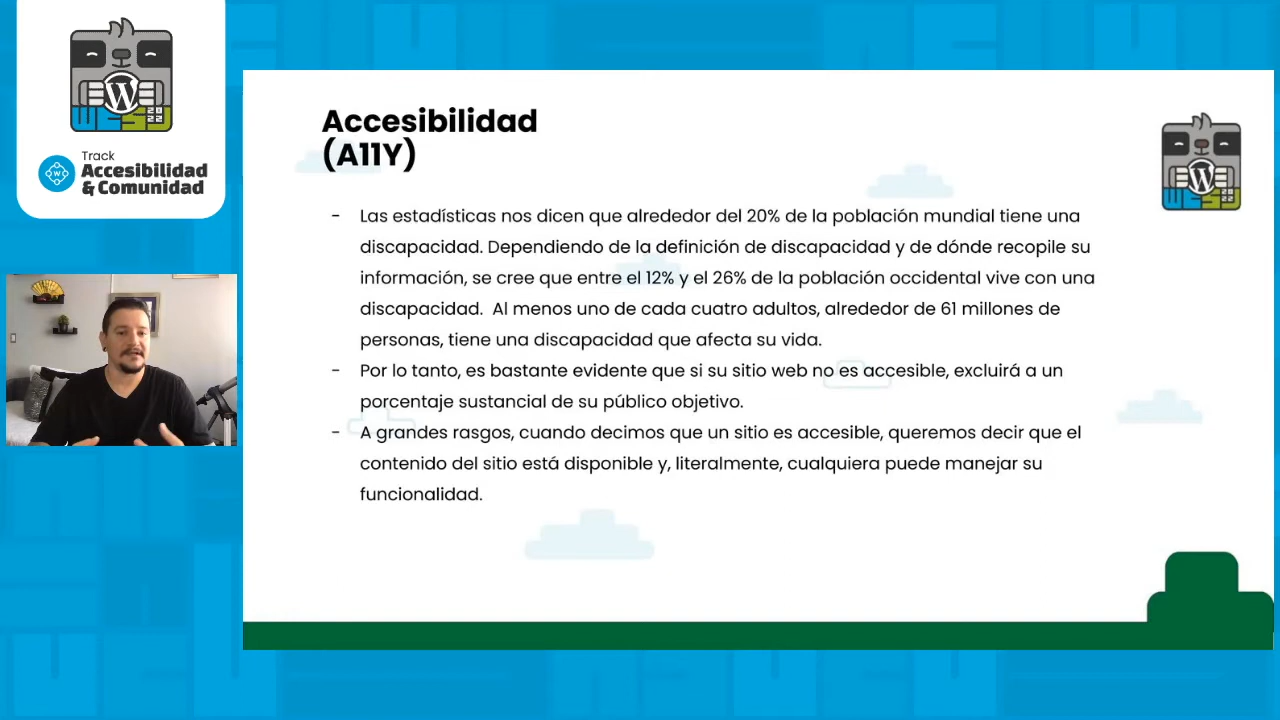 W
UES
20
22
Track
Accesibilidad
& Comunidad
W
Accesibilidad
(A11Y)
- Las estadísticas nos dicen que alrededor del 20% de la población mundial tiene una
discapacidad. Dependiendo de la definición de discapacidad y de dónde recopile su
información, se cree que entre el 12% y el 26% de la población occidental vive con una
discapacidad. Al menos uno de cada cuatro adultos, alrededor de 61 millones de
personas, tiene una discapacidad que afecta su vida.
- Por lo tanto, es bastante evidente que si su sitio web no es accesible, excluirá a un
porcentaje sustancial de su público objetivo.
- A grandes rasgos, cuando decimos que un sitio es accesible, queremos decir que el
contenido del sitio está disponible y, literalmente, cualquiera puede manejar su
funcionalidad.